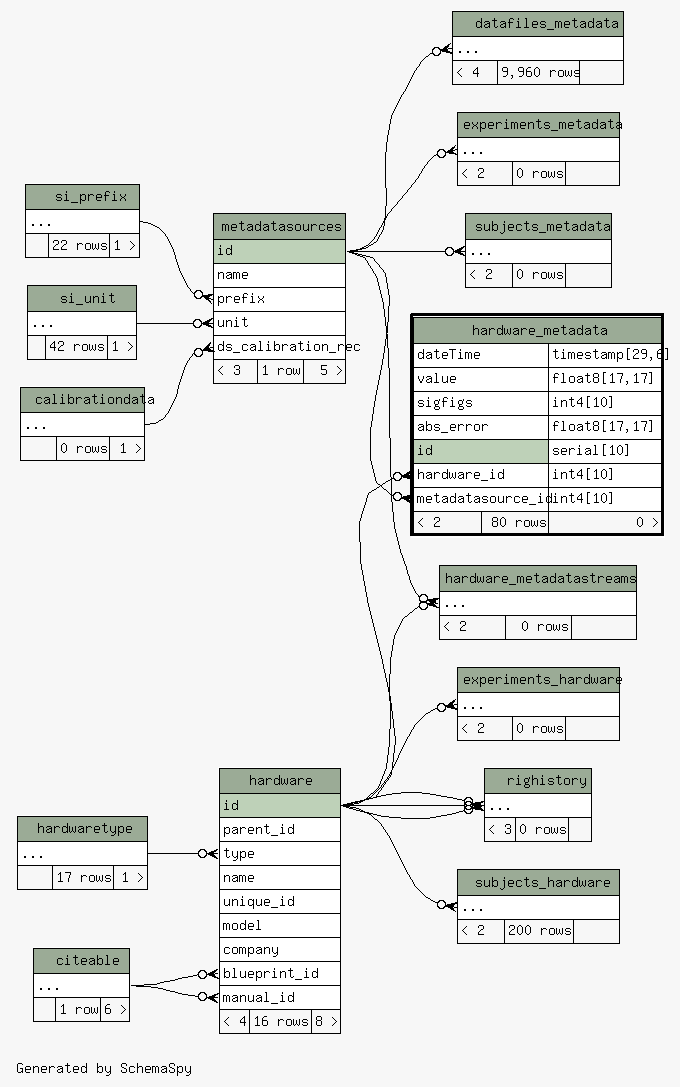 datafiles_metadata
...
< 4 9,960 rows
experiments_metadata
...
< 2 0 rows
si_prefix
...
22 rows 1 >
metadatasources
id
name
prefix
unit
ds_calibration_rec
< 3 1 row 5 >
subjects_metadata
...
< 2 0 rows
si_unit
...
42 rows 1 >
calibrationdata
...
0 rows 1 >
hardware_metadata
dateTime timestamp[29,6]
value float8[17,17]
sigfigs int4[10]
abs_error float8[17,17]
id serial[10]
hardware_id int4[10]
metadatasource_id int4[10]
< 2 80 rows 0 >
hardware_metadatastreams
...
< 2 0 rows
experiments_hardware
...
< 2 0 rows
hardware
id
parent_id
type
name
unique_id
model
company
blueprint_id
manual_id
< 4 16 rows 8 >
righistory
...
< 3 0 rows
hardwaretype
...
17 rows 1 >
subjects_hardware
...
< 2 200 rows
citeable
...
1 row 6 >
Generated by SchemaSpy